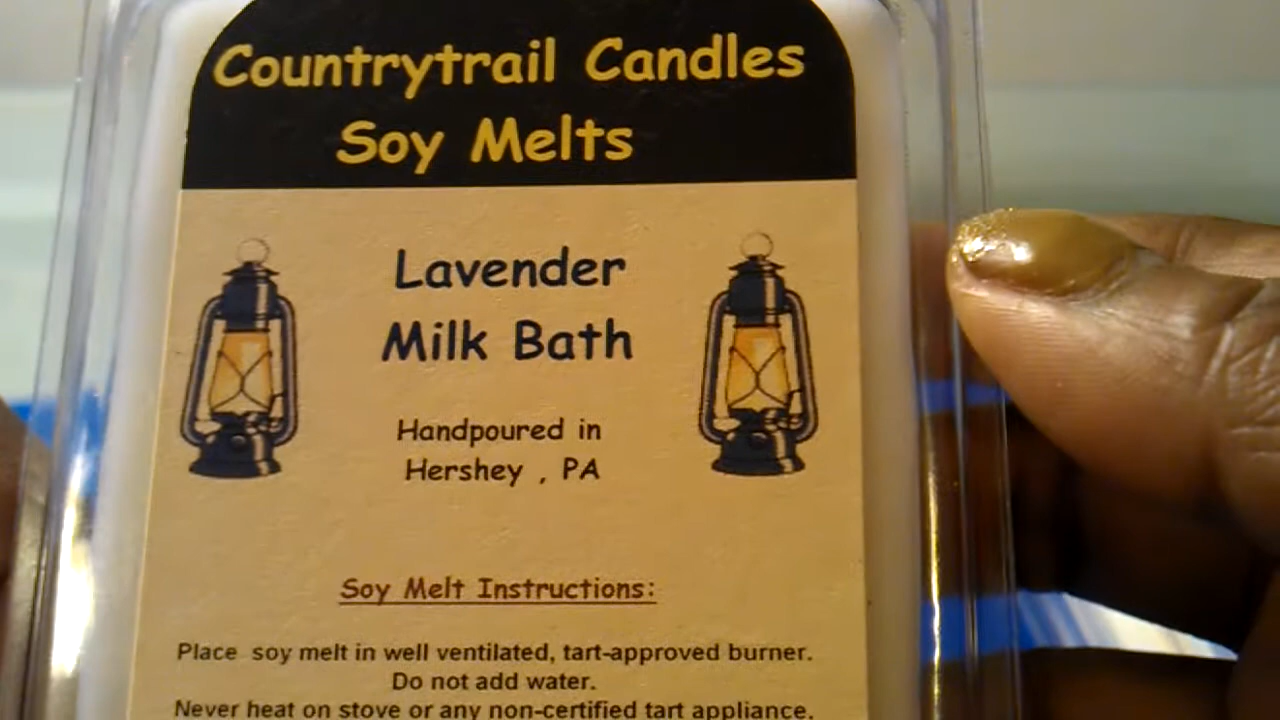 Countrytrail Candles
Soy Melts
Lavender
Milk Bath
Handpoured in
Hershey , PA
Soy Melt Instructions:
Place soy melt in well ventilated, tart-approved burner.
Do not add water.
Never heat on stove or any non-certified tart appliance.